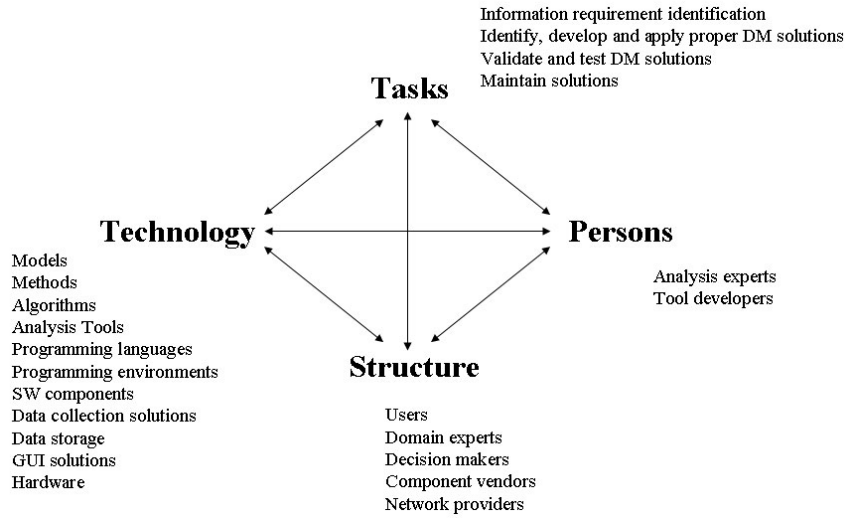 Information requirement identification
Identify, develop and apply proper DM solutions
Validate and test DM solutions
Maintain solutions
Tasks
Technology
Persons
Models
Methods
Algorithms
Analysis Tools
Programming languages
Programming environments
SW components
Data collection solutions
Data storage
GUI solutions
Hardware
Analysis experts
Tool developers
Structure
Users
Domain experts
Decision makers
Component vendors
Network providers